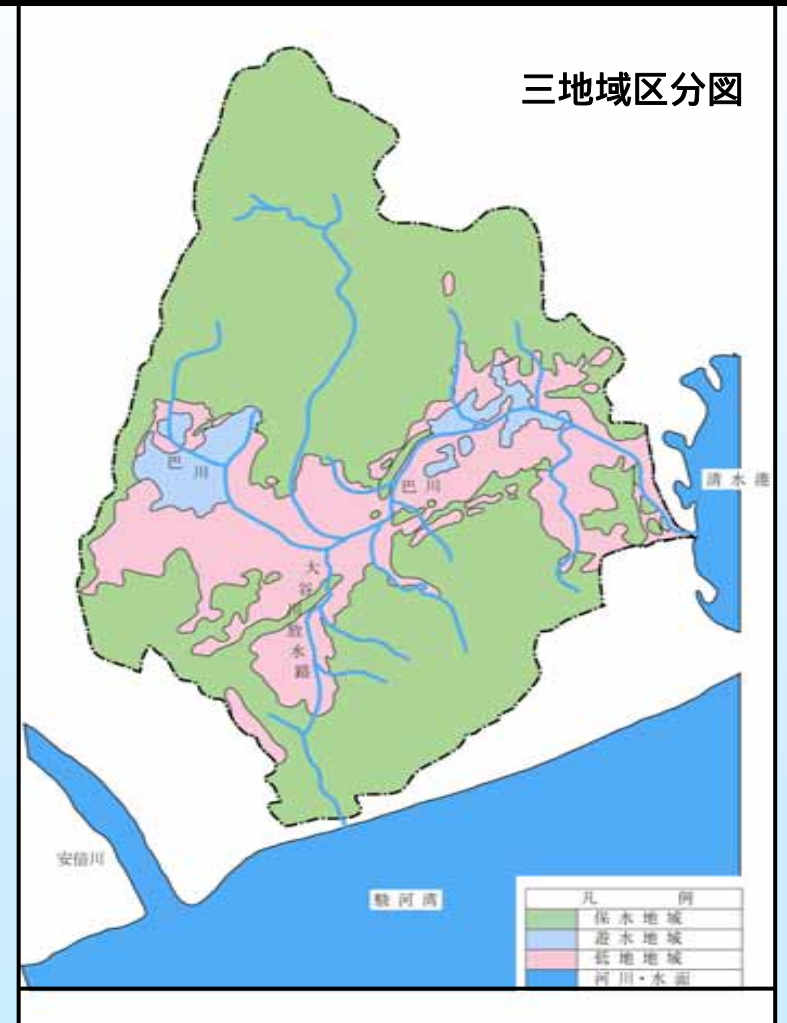 三地域区分図
巴川
巴川
清水港
大谷川放水路
安倍川
駿河湾
凡例
保水地域
遊水地域
低地地域
河川・水面